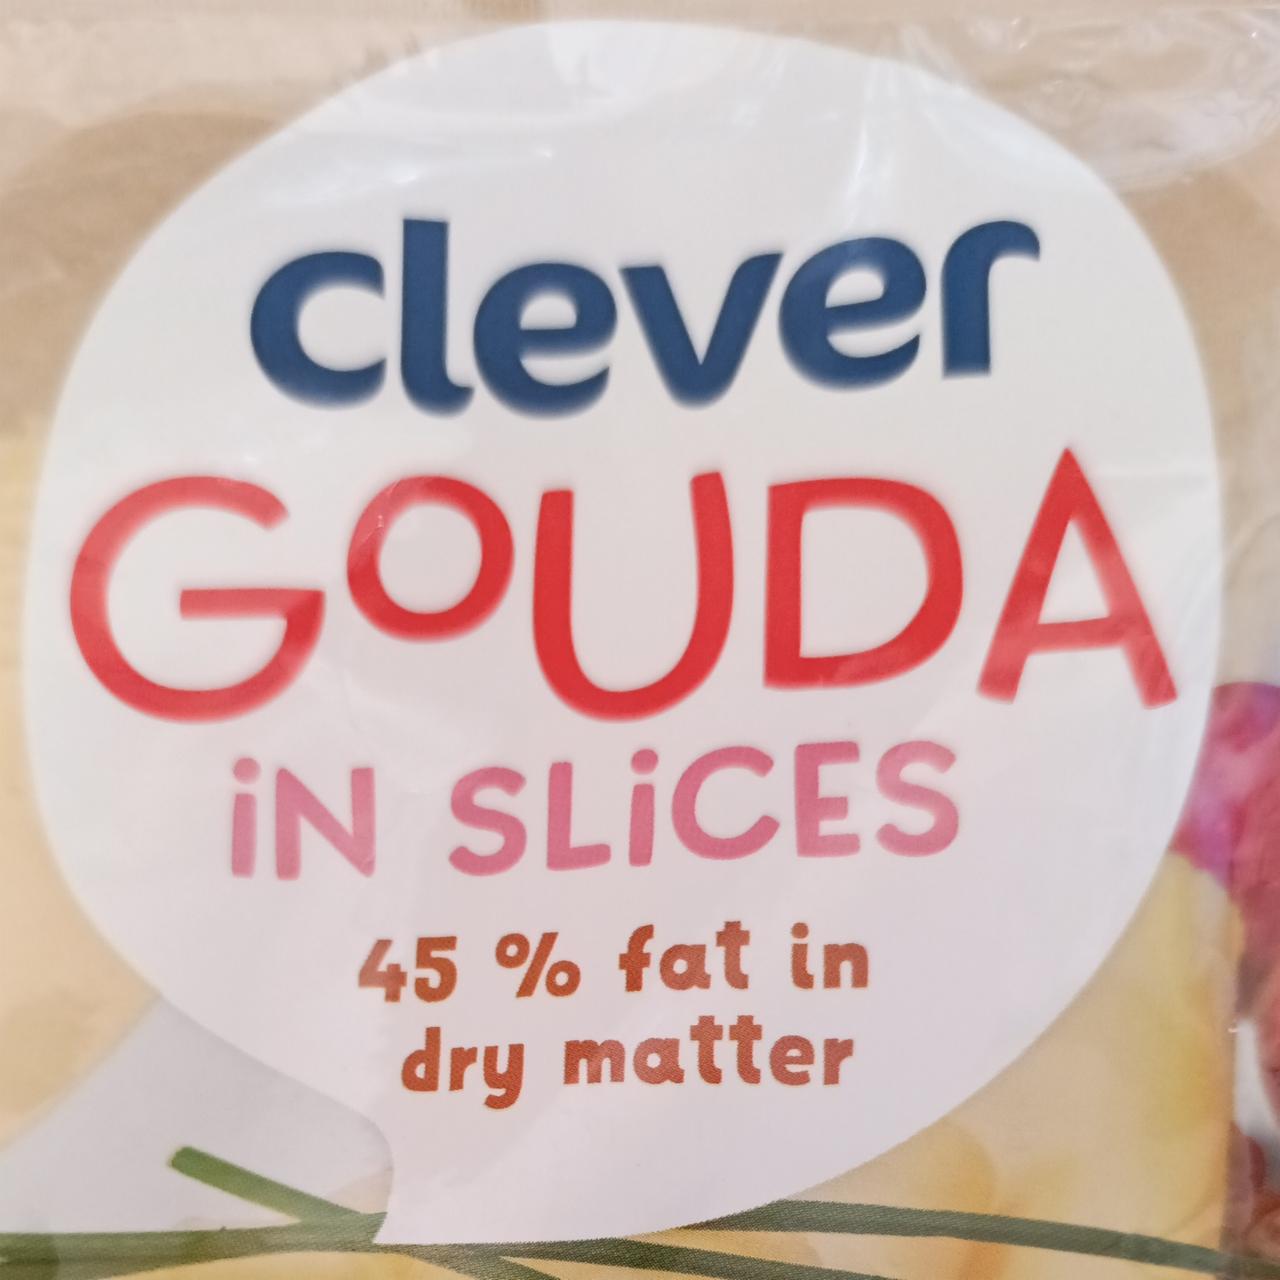 clever
GOUDA
iN SLiCES
45 % fat in
dry matter